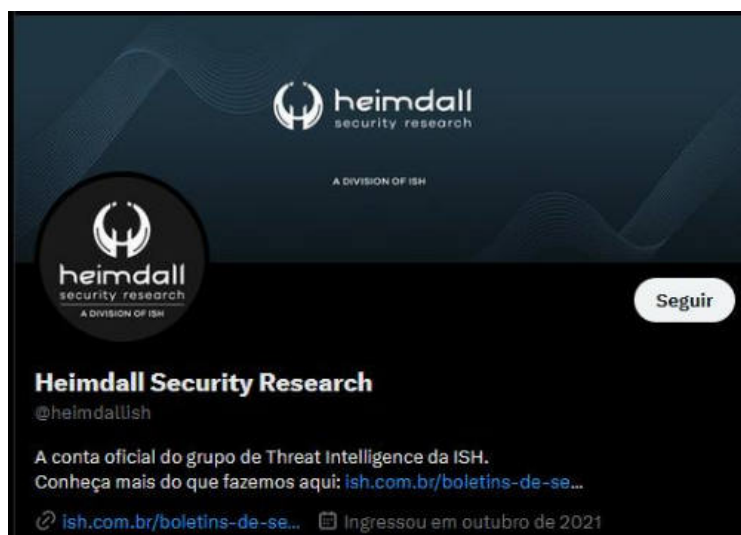 heimdall
security research
A DIVISION OF ISH
heimdall
security research
A DIVISION OF ISH
Seguir
Heimdall Security Research
@heimdallish
A conta oficial do grupo de Threat Intelligence da ISH.
Conheça mais do que fazemos aqui: ish.com.br/boletins-de-se...
ish.com.br/boletins-de-se... Ingressou em outubro de 2021